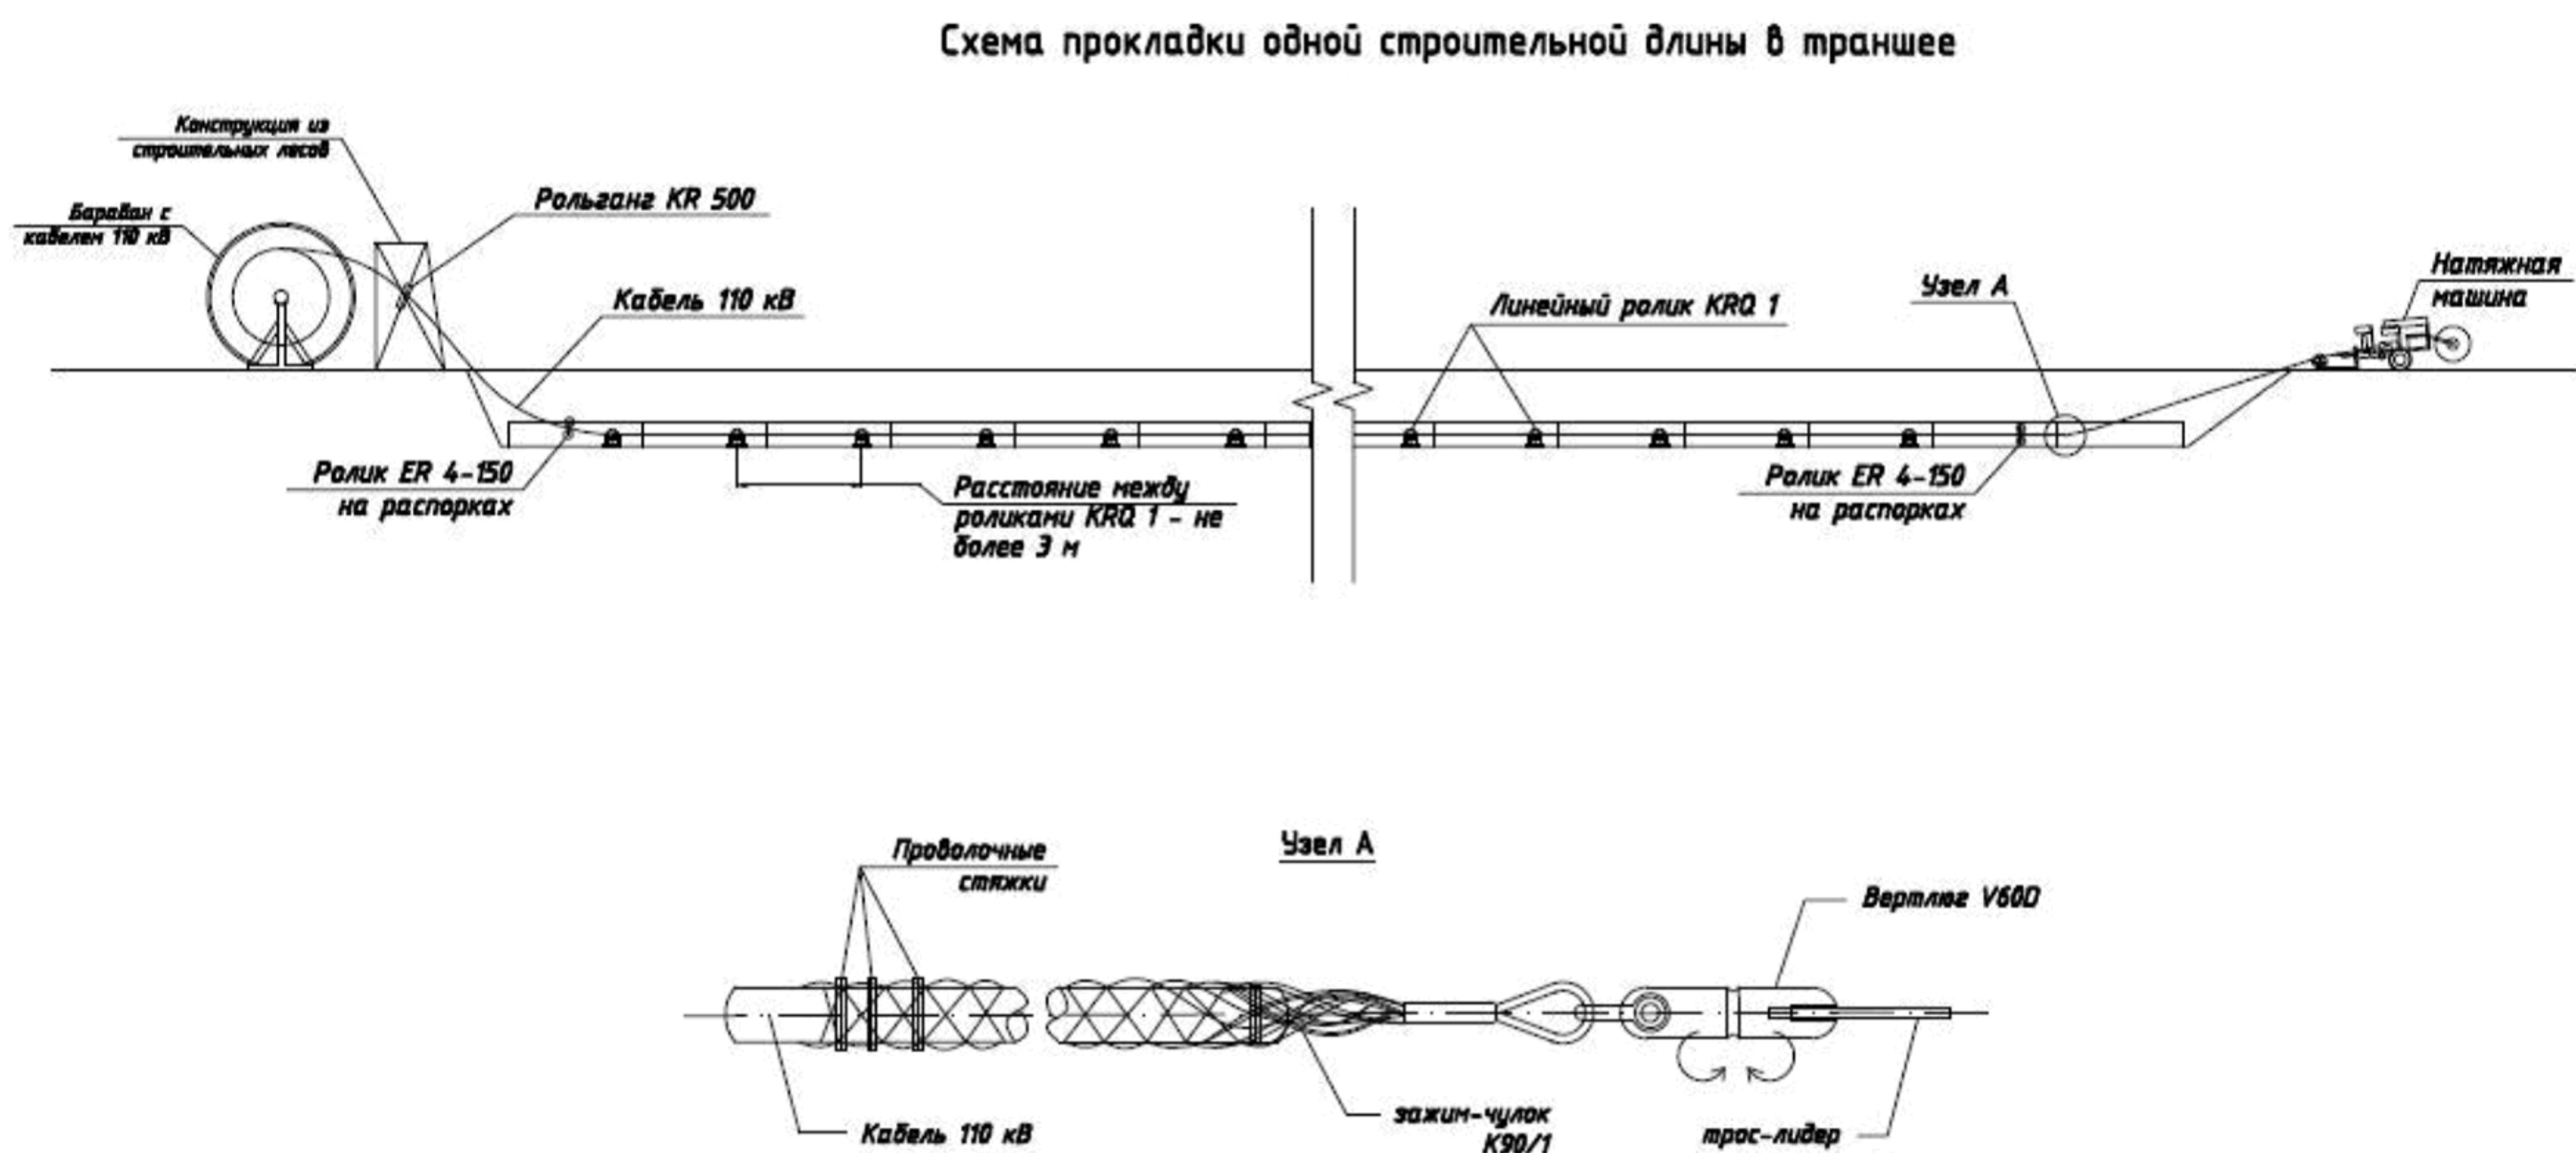 Схема прокладки одной строительной длины в траншее
Конструкция из
строительных лесов
Барабан с
кабелем 110 кВ
Рольганг KR 500
Кабель 110 кВ
Линейный ролик KRQ 1
Узел А
Натяжная
машина
Ролик ER 4-150
на распорках
Расстояние между
роликами KRQ 1 - не
более 3 м
Ролик ER 4-150
на распорках
Проволочные
стяжки
Узел А
Вертлюг V60D
Кабель 110 кВ
зажим-чулок
K90/1
трос-лидер